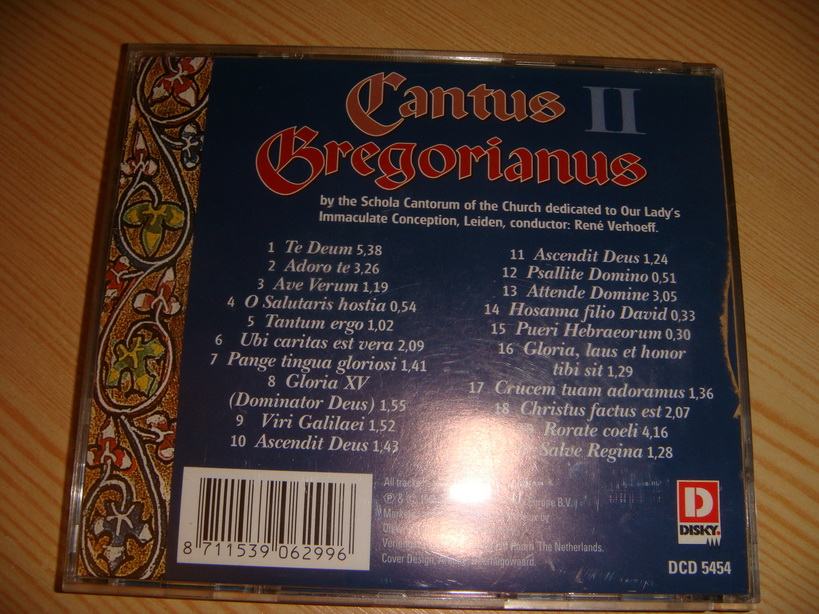 Cantus II
Gregorianus
by the Schola Cantorum of the Church dedicated to Our Lady's
Immaculate Conception, Leiden, conductor: René Verhoeff.
1 Te Deum 5,38
2 Adoro te 3,26
3 Ave Verum 1,19
4 O Salutaris hostia 0,54
5 Tantum ergo 1,02
6 Ubi caritas est vera 2,09
7 Pange tingua gloriosi 1,41
8 Gloria XV
(Dominator Deus) 1,55
9 Viri Galilaei 1,52
10 Ascendit Deus 1,43
11 Ascendit Deus 1,24
12 Psallite Domino 0,51
13 Attende Domine 3,05
14 Hosanna filio David 0,33
15 Pueri Hebraeorum 0,30
16 Gloria, laus et honor
tibi sit 1,29
17 Crucem tuam adoramus 1,36
18 Christus factus est 2,07
Rorate coeli 4,16
Salve Regina 1,28
8 711539 062996
All tracks
Europe B.V.
The Netherlands.
Cover Design,
D
DISKY.
DCD 5454